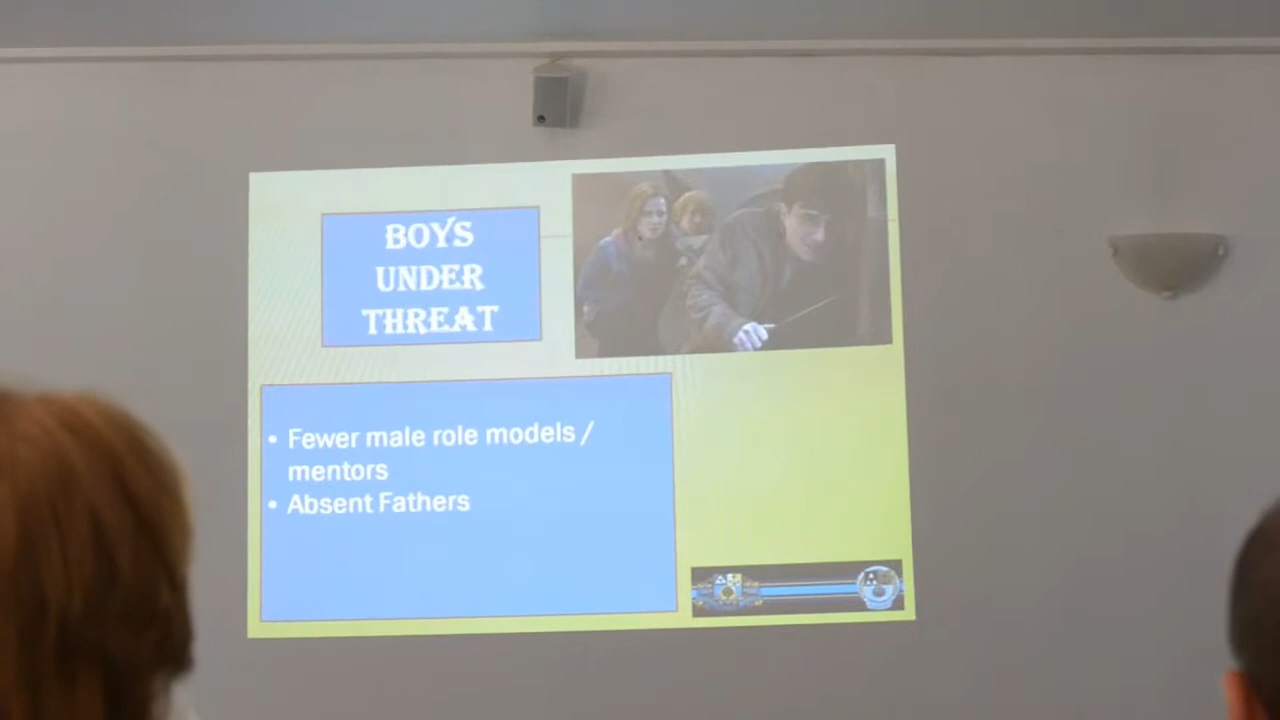 BOYS
UNDER
THREAT
• Fewer male role models /
mentors
• Absent Fathers